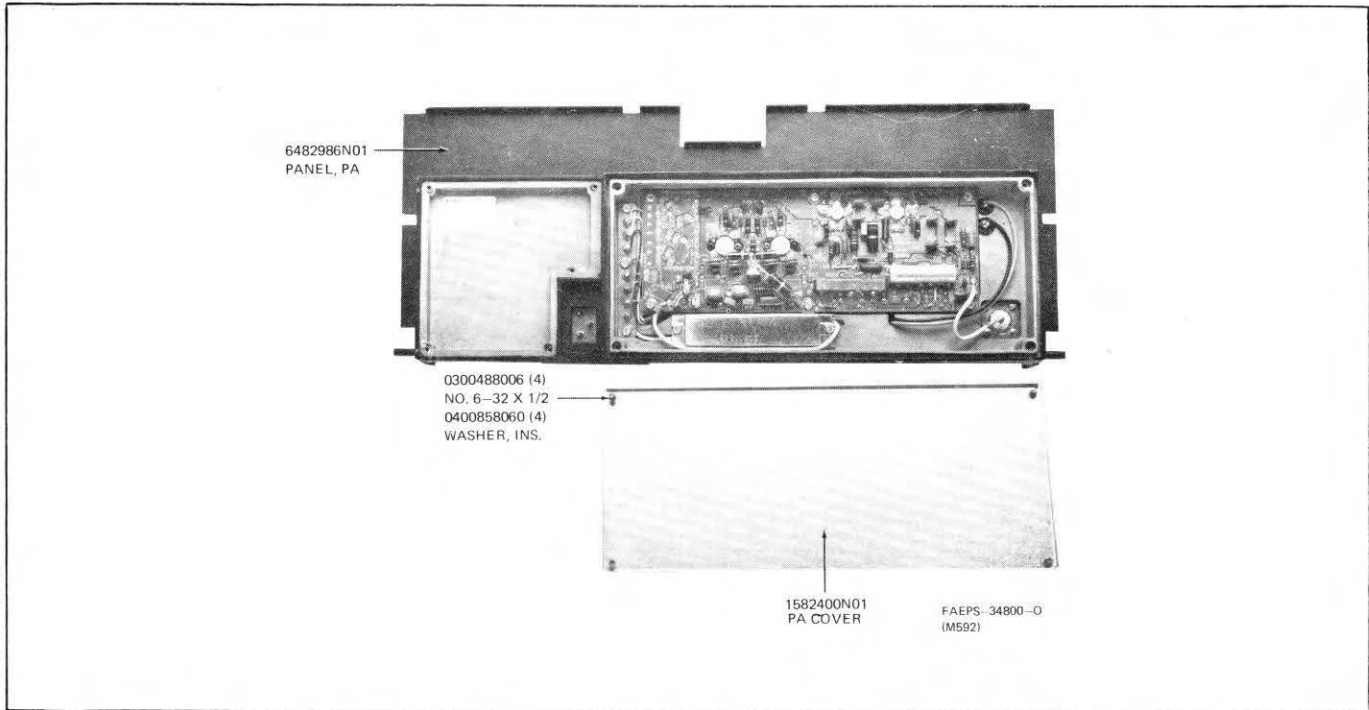 6482986N01
PANEL, PA
0300488006 (4)
NO. 6–32 X 1/2
0400858060 (4)
WASHER, INS.
1582400N01
PA COVER
FAEPS–34800–O
(M592)